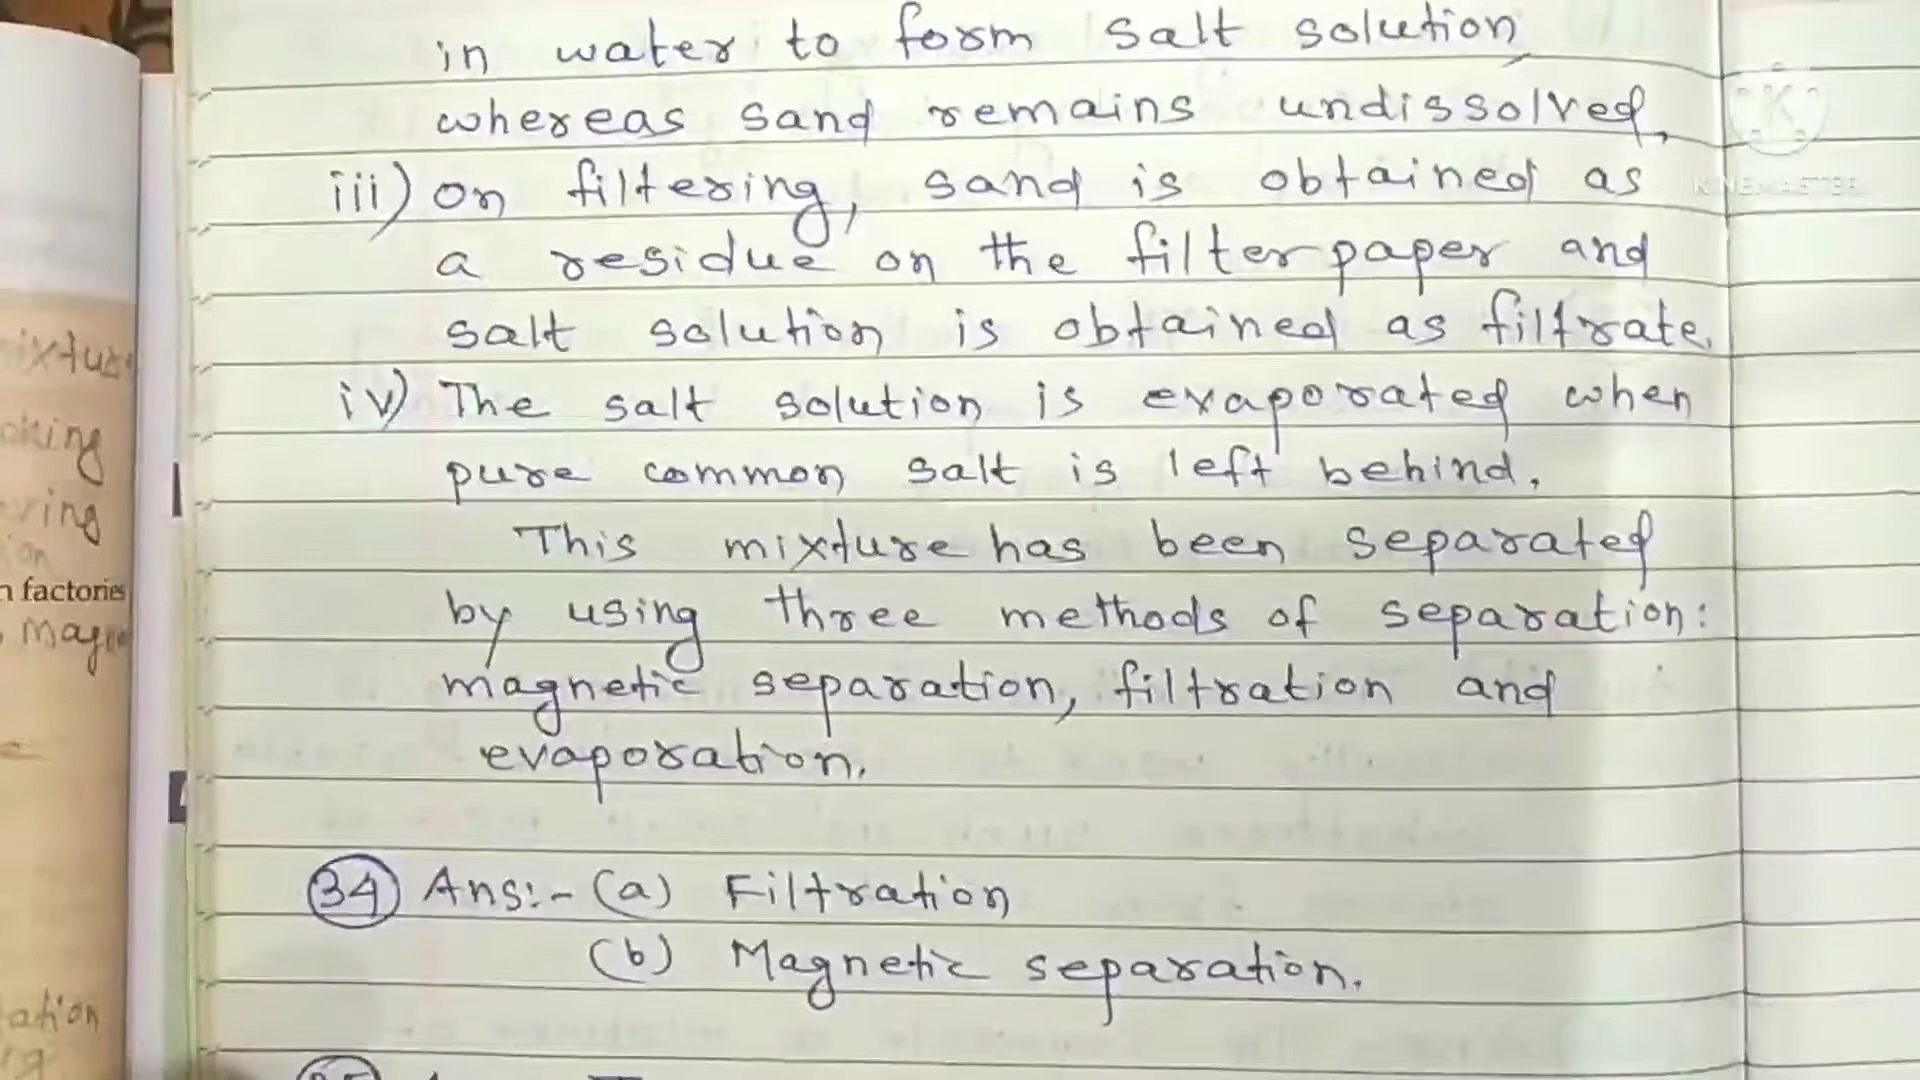 in water to form salt solution
whereas sand remains undissolved,
iii) on filtering, sand is obtained as
a residue on the filter paper and
salt solution is obtained as filtrate.
iv) The salt solution is evaporated when
pure common salt is left behind.
This mixture has been separated
by using three methods of separation:
magnetic separation, filtration and
evaporation.
34 Ans:- (a) Filtration
(b) Magnetic separation.
factories
K
KINEMASTER